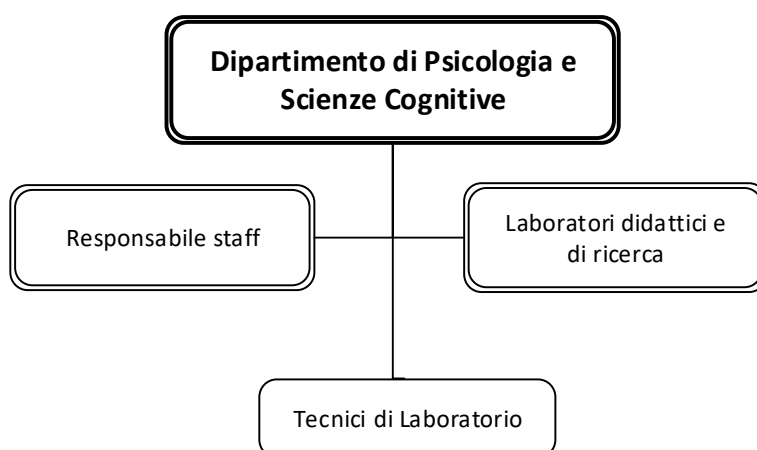 Dipartimento di Psicologia e
Scienze Cognitive
Responsabile staff
Laboratori didattici e
di ricerca
Tecnici di Laboratorio